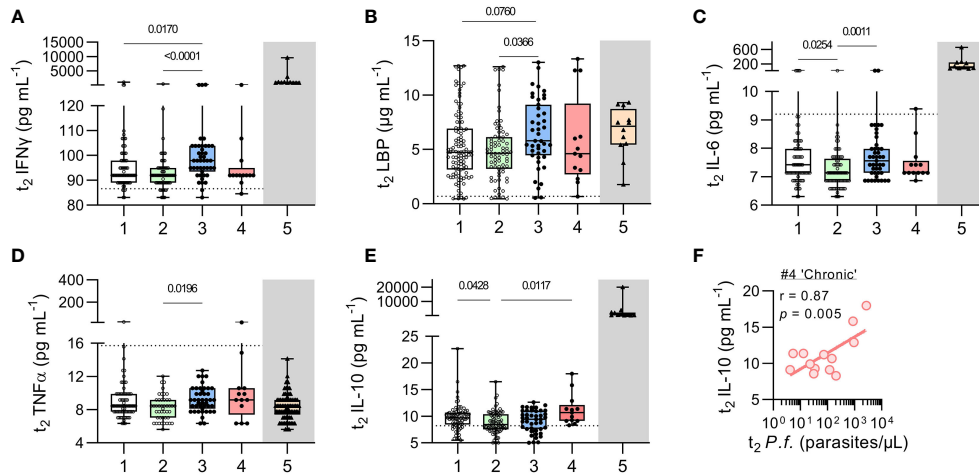 A
t2 IFNγ (pg mL-1)
15000
10000
5000
120
110
100
90
80
0.0170
<0.0001
1 2 3 4 5
B
t2 LBP (µg mL-1)
15
10
5
0
0.0760
0.0366
1 2 3 4 5
C
t2 IL-6 (pg mL-1)
600
200
9
8
7
6
0.0011
0.0254
1 2 3 4 5
D
t2 TNFα (pg mL-1)
400
200
16
12
8
4
0.0196
1 2 3 4 5
E
t2 IL-10 (pg mL-1)
20000
10000
25
20
15
10
5
0.0428 0.0117
1 2 3 4 5
F
#4 'Chronic'
r = 0.87
p = 0.005
t2 IL-10 (pg mL-1)
20
15
10
5
10^0 10^1 10^2 10^3 10^4
t2 P.f. (parasites/µL)